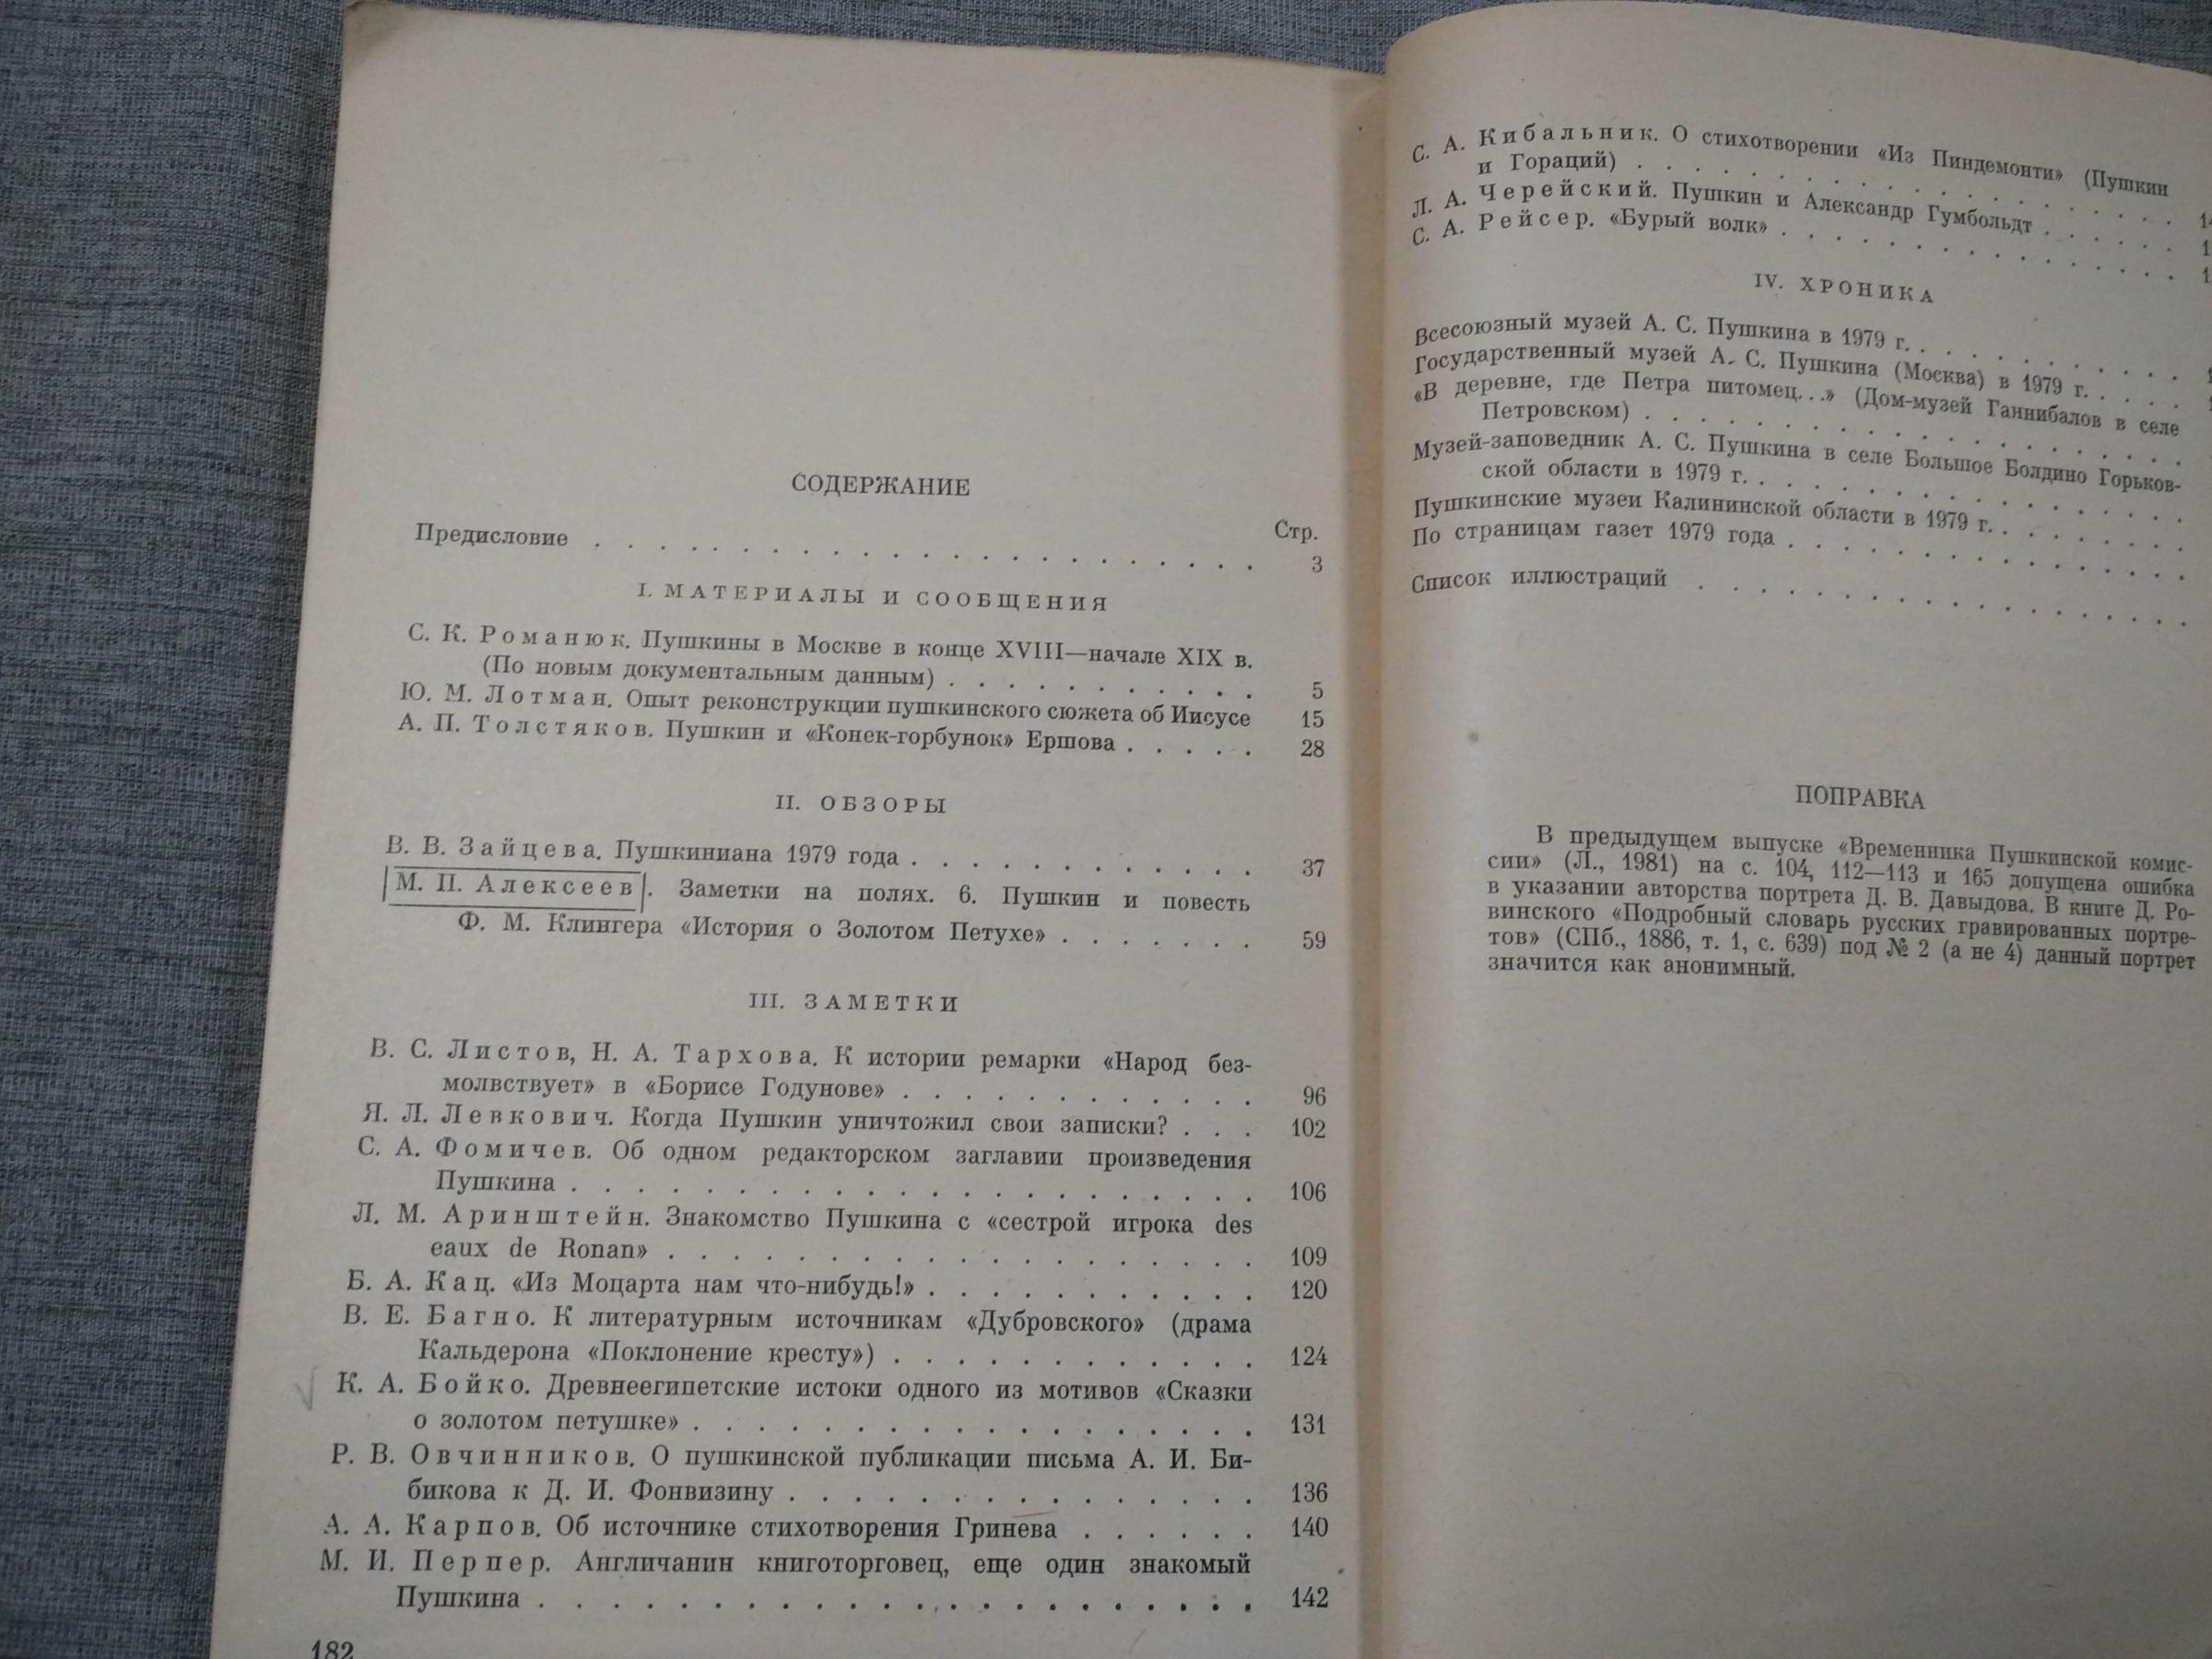 СОДЕРЖАНИЕ
Стр.
Предисловие . . . . . . . . . . . . . . . . . . . . . . 3
I. МАТЕРИАЛЫ И СООБЩЕНИЯ
С. К. Романюк. Пушкины в Москве в конце XVIII—начале XIX в.
(По новым документальным данным) . . . . . . . . . . . 5
Ю. М. Лотман. Опыт реконструкции пушкинского сюжета об Иисусе 15
А. П. Толстяков. Пушкин и «Конек-горбунок» Ершова . . . . . 28
II. ОБЗОРЫ
В. В. Зайцева. Пушкиниана 1979 года . . . . . . . . . . . 37
М. П. Алексеев. Заметки на полях. 6. Пушкин и повесть
Ф. М. Клингера «История о Золотом Петухе» . . . . . . . 59
III. ЗАМЕТКИ
В. С. Листов, Н. А. Тархова. К истории ремарки «Народ без-
молвствует» в «Борисе Годунове» . . . . . . . . . . . . 96
Я. Л. Левкович. Когда Пушкин уничтожил свои записки? . . . 102
С. А. Фомичев. Об одном редакторском заглавии произведения
Пушкина . . . . . . . . . . . . . . . . . . . . . 106
Л. М. Аринштейн. Знакомство Пушкина с «сестрой игрока des
eaux de Ronan» . . . . . . . . . . . . . . . . . . 109
Б. А. Кац. «Из Моцарта нам что-нибудь!» . . . . . . . . . . . 120
В. Е. Багно. К литературным источникам «Дубровского» (драма
Кальдерона «Поклонение кресту») . . . . . . . . . . . . 124
К. А. Бойко. Древнеегипетские истоки одного из мотивов «Сказки
о золотом петушке» . . . . . . . . . . . . . . . . . . 131
Р. В. Овчинников. О пушкинской публикации письма А. И. Би-
бикова к Д. И. Фонвизину . . . . . . . . . . . . . . . 136
А. А. Карпов. Об источнике стихотворения Гринева . . . . . . 140
М. И. Перпер. Англичанин книготорговец, еще один знакомый
Пушкина . . . . . . . . . . . . . . . . . . . . . . 142
182
С. А. Кибальник. О стихотворении «Из Пиндемонти» (Пушкин
и Гораций) . . . . . . . . . . . . . . . . . .
Л. А. Черейский. Пушкин и Александр Гумбольдт . . . . . .
С. А. Рейсер. «Бурый волк» . . . . . . . . . . . . . . .
IV. ХРОНИКА
Всесоюзный музей А. С. Пушкина в 1979 г. . . . . . . . . . .
Государственный музей А. С. Пушкина (Москва) в 1979 г. . . . .
«В деревне, где Петра питомец...» (Дом-музей Ганнибалов в селе
Петровском) . . . . . . . . . . . . . . . . . .
Музей-заповедник А. С. Пушкина в селе Большое Болдино Горьков-
ской области в 1979 г. . . . . . . . . . . . . . . .
Пушкинские музеи Калининской области в 1979 г. . . . . . . .
По страницам газет 1979 года . . . . . . . . . . . . . . .
Список иллюстраций . . . . . . . . . . . . . . . . .
ПОПРАВКА
В предыдущем выпуске «Временника Пушкинской комис-
сии» (Л., 1981) на с. 104, 112—113 и 165 допущена ошибка
в указании авторства портрета Д. В. Давыдова. В книге Д. Ро-
винского «Подробный словарь русских гравированных портре-
тов» (СПб., 1886, т. 1, с. 639) под № 2 (а не 4) данный портрет
значится как анонимный.